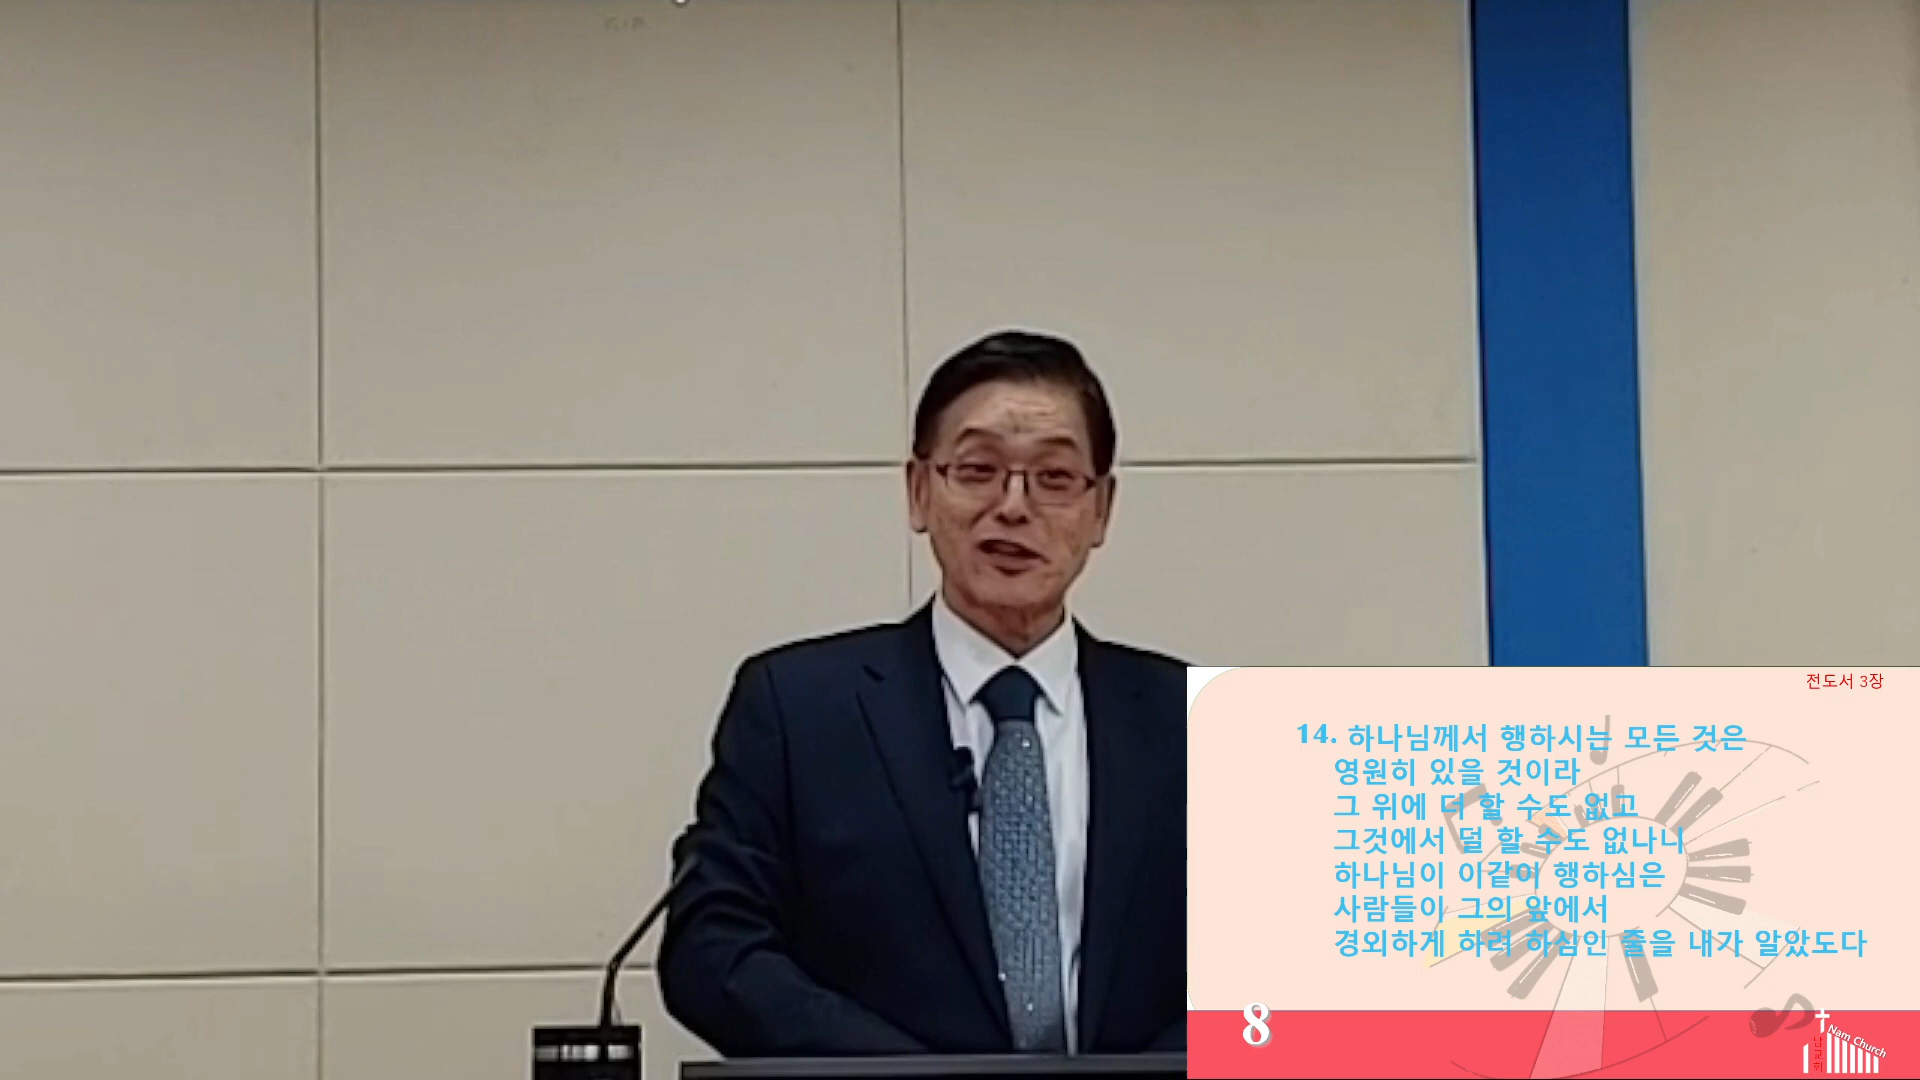 전도서 3장
14. 하나님께서 행하시는 모든 것은
영원히 있을 것이라
그 위에 더 할 수도 없고
그것에서 덜 할 수도 없나니
하나님이 이같이 행하심은
사람들이 그의 앞에서
경외하게 하려 하심인 줄을 내가 알았도다
8
Nam Church
남교회